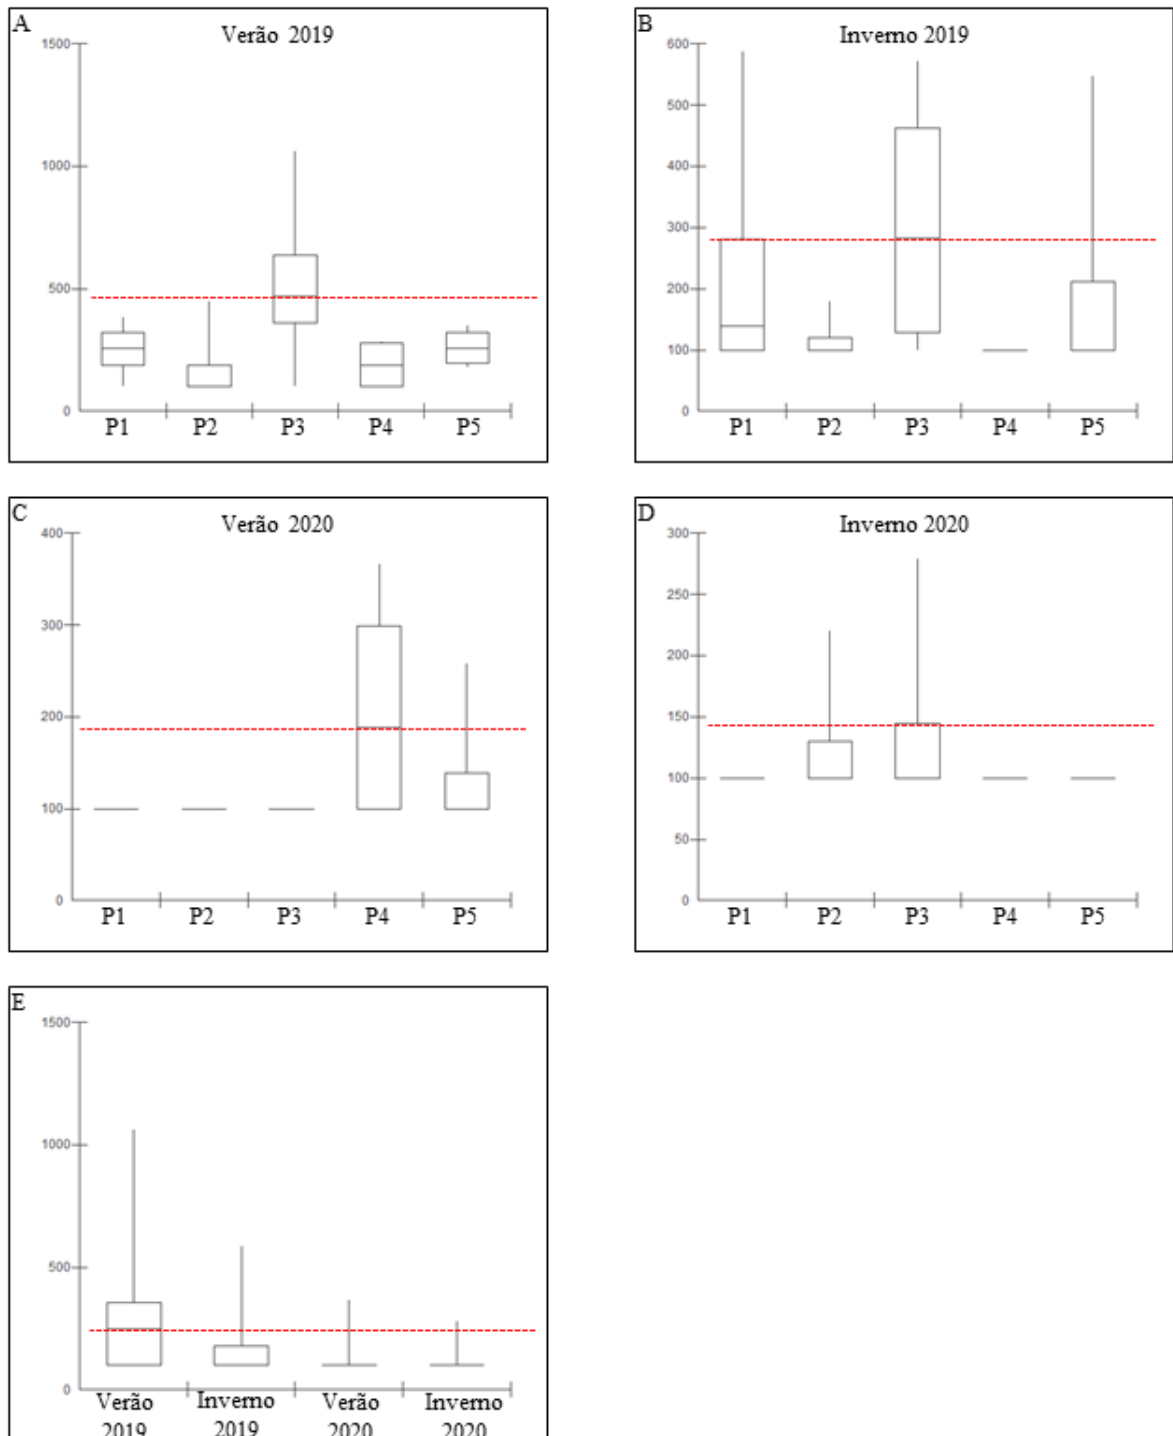 A
Verão 2019
1500
1000
500
0
P1 P2 P3 P4 P5
B
Inverno 2019
600
500
400
300
200
100
0
P1 P2 P3 P4 P5
C
Verão 2020
400
300
200
100
0
P1 P2 P3 P4 P5
D
Inverno 2020
300
250
200
150
100
50
0
P1 P2 P3 P4 P5
E
1500
1000
500
0
Verão Inverno Verão Inverno
2019 2019 2020 2020